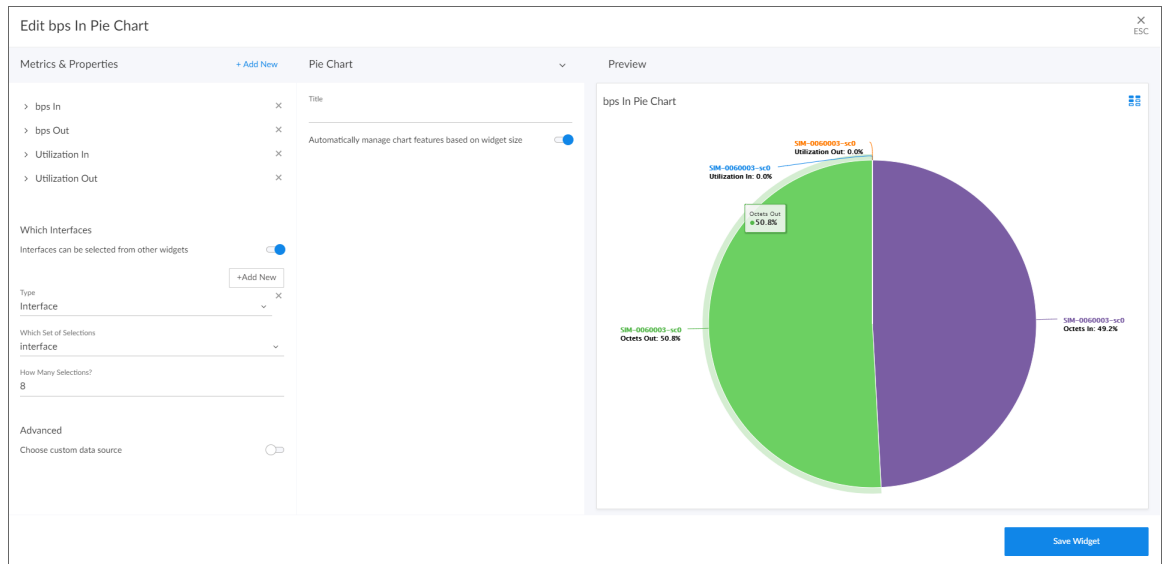 Edit bps In Pie Chart
ESC
Metrics & Properties
+ Add New
Pie Chart
Preview
bps In
bps Out
Utilization In
Utilization Out
Which Interfaces
Interfaces can be selected from other widgets
+Add New
Type
Interface
Which Set of Selections
interface
How Many Selections?
8
Advanced
Choose custom data source
Title
Automatically manage chart features based on widget size
bps In Pie Chart
SIM-0060003-sc0
Utilization Out: 0.0%
SIM-0060003-sc0
Utilization In: 0.0%
Octets Out
50.8%
SIM-0060003-sc0
Octets Out: 50.8%
SIM-0060003-sc0
Octets In: 49.2%
Save Widget